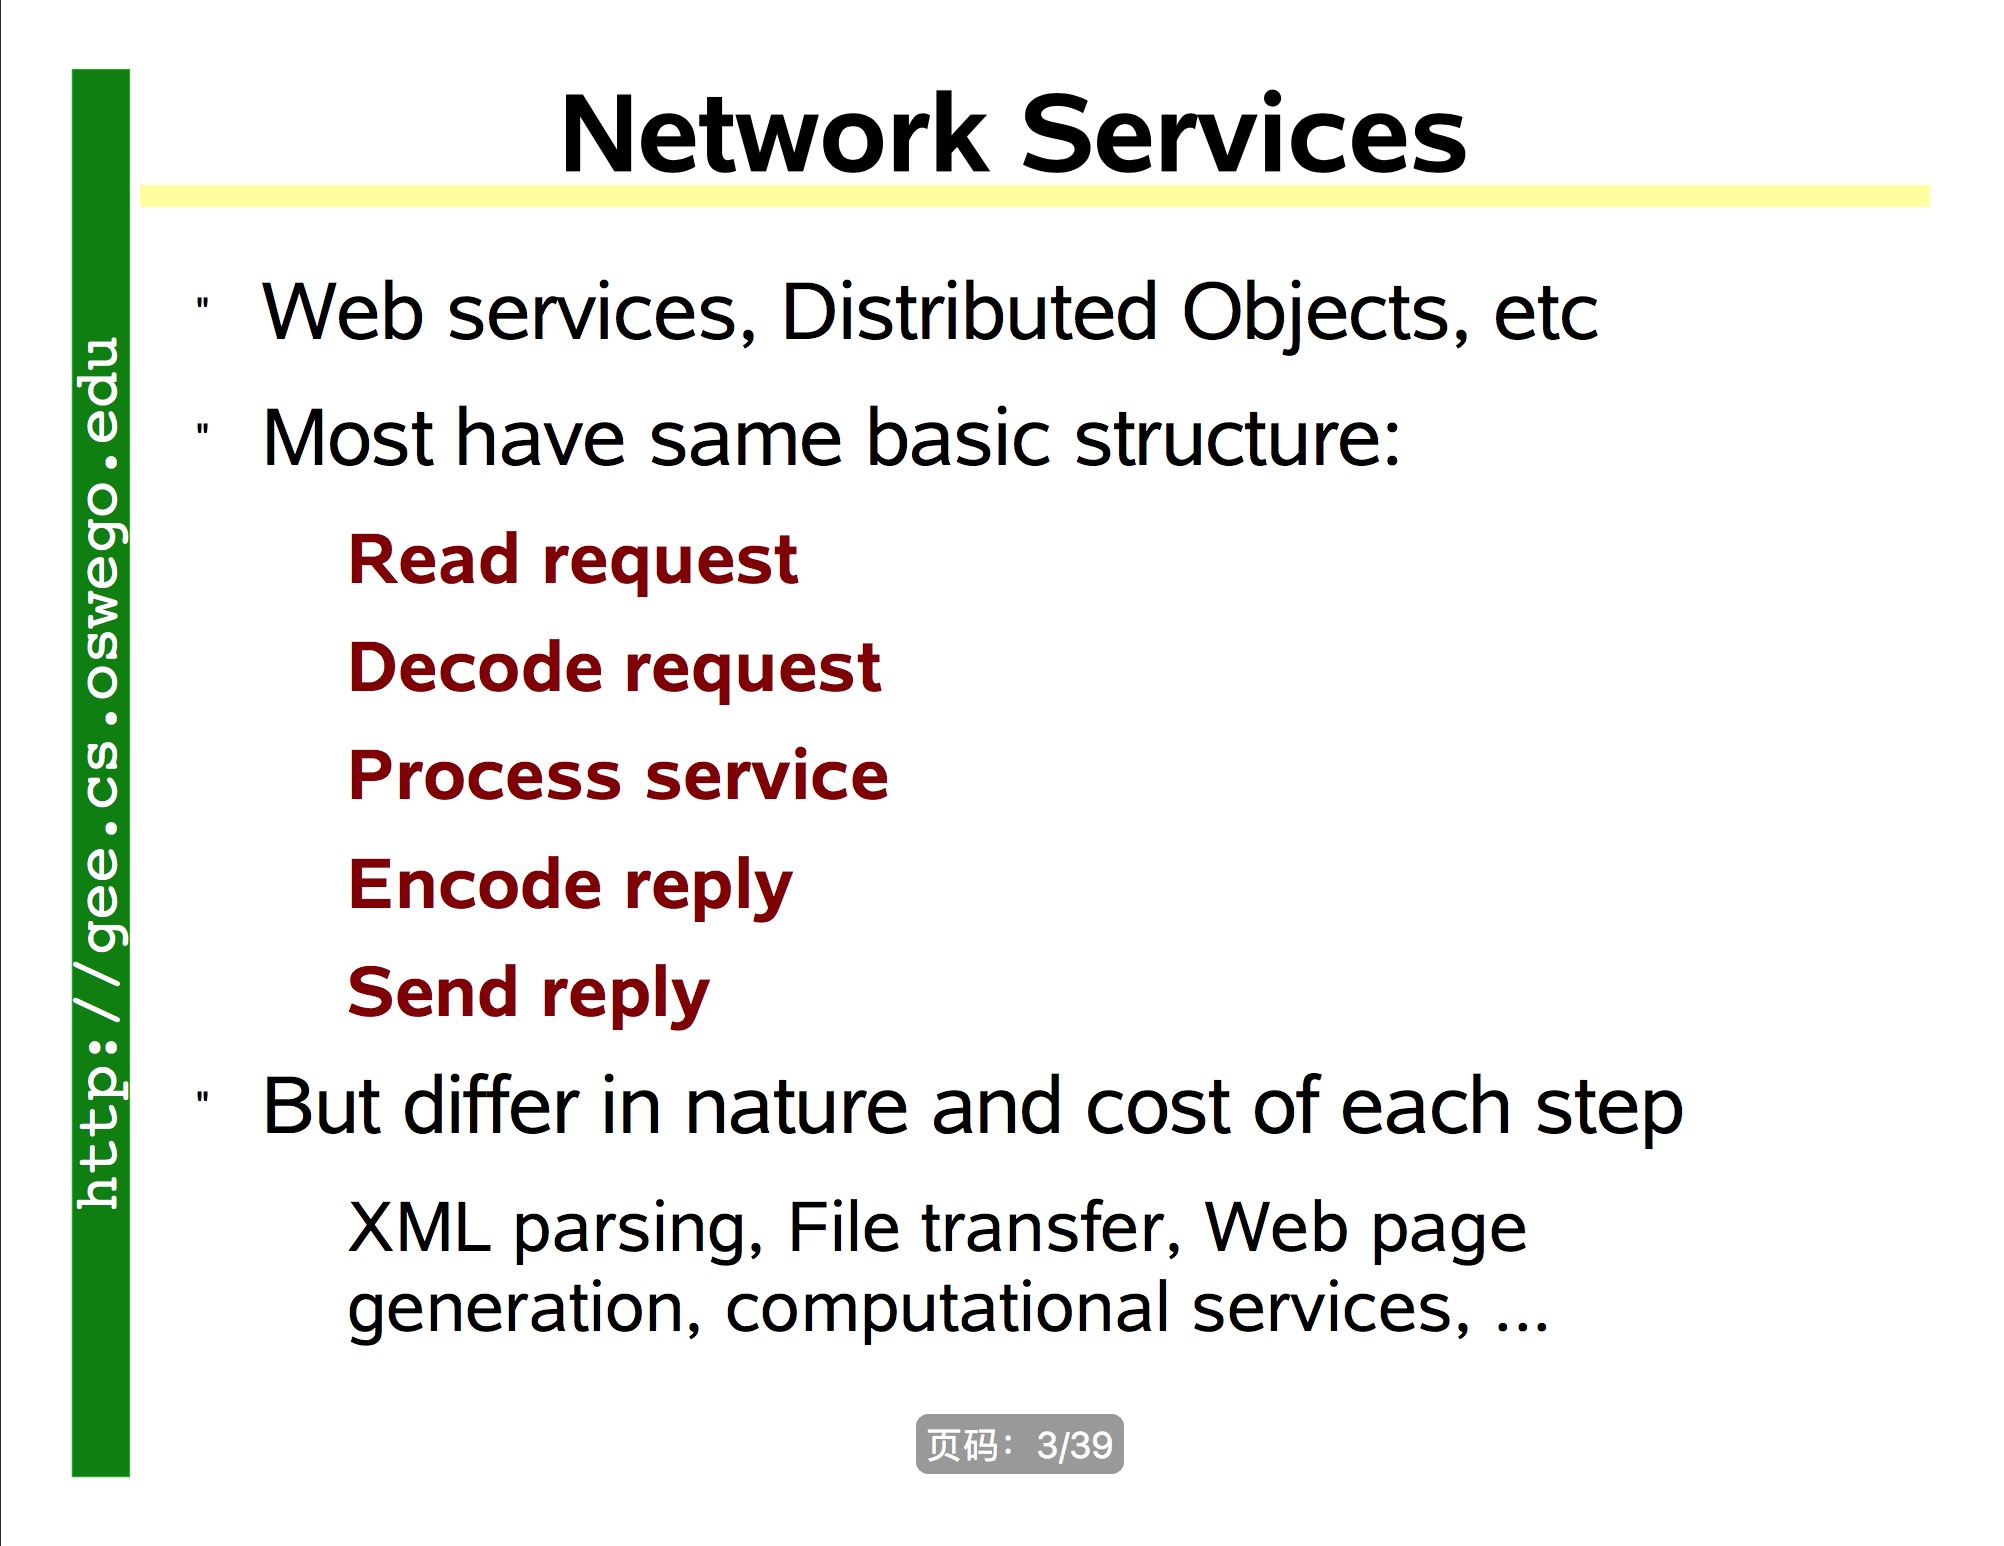 Network Services
http://gee.cs.oswego.edu
" Web services, Distributed Objects, etc
" Most have same basic structure:
Read request
Decode request
Process service
Encode reply
Send reply
" But differ in nature and cost of each step
XML parsing, File transfer, Web page
generation, computational services, ...
页码：3/39